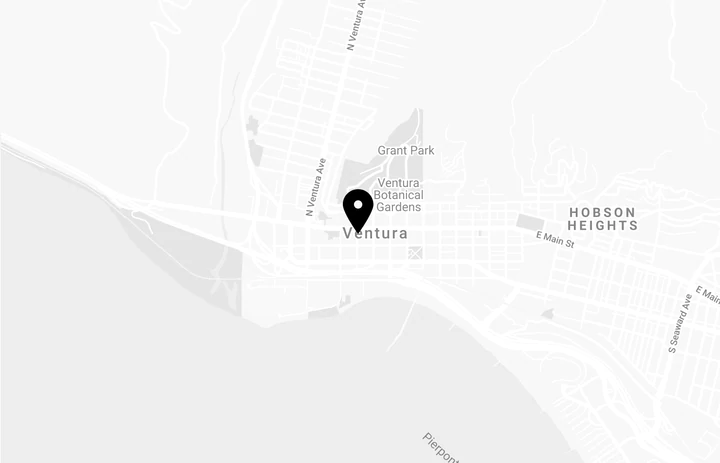 N Ventura Av
Grant Park
N Ventura Ave
Ventura
Botanical
Gardens
HOBSON
HEIGHTS
Ventura
E Main St
E Main
S Seaward Ave
Pierpont